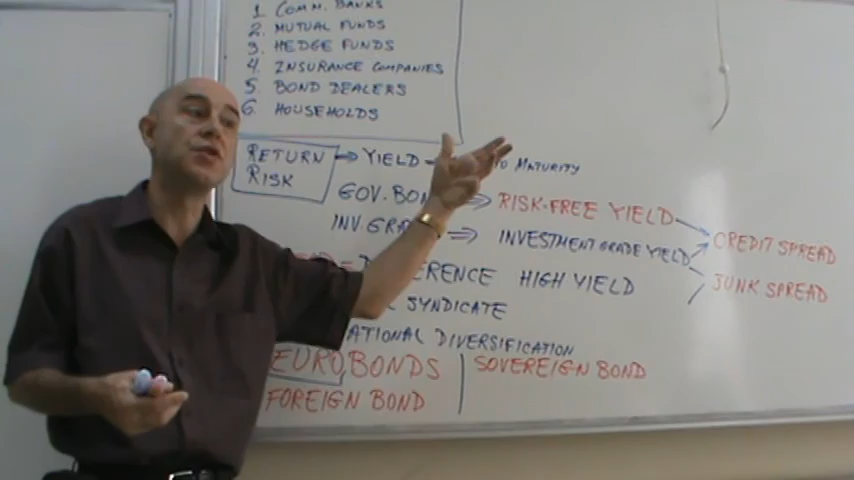 1. COMM. BANKS
2. MUTUAL FUNDS
3. HEDGE FUNDS
4. INSURANCE COMPANIES
5. BOND DEALERS
6. HOUSEHOLDS
RETURN → YIELD → TO MATURITY
RISK
GOV. BON ⇒ RISK-FREE YIELD
INV. GRA ⇒ INVESTMENT GRADE YIELD
CREDIT SPREAD
= D ERENCE HIGH YIELD
JUNK SPREAD
SYNDICATE
ATIONAL DIVERSIFICATION
EUROBONDS | SOVEREIGN BOND
FOREIGN BOND